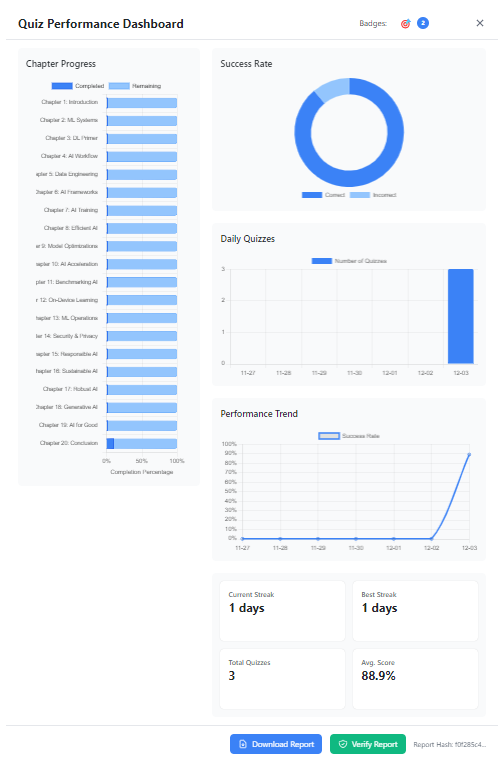 Quiz Performance Dashboard
Badges:
2
Chapter Progress
Completed Remaining
Chapter 1: Introduction
Chapter 2: ML Systems
Chapter 3: DL Primer
Chapter 4: AI Workflow
apter 5: Data Engineering
Chapter 6: AI Frameworks
Chapter 7: AI Training
Chapter 8: Efficient AI
er 9: Model Optimizations
apter 10: AI Acceleration
pter 11: Benchmarking AI
r 12: On-Device Learning
hapter 13: ML Operations
ter 14: Security & Privacy
apter 15: Responsible AI
hapter 16: Sustainable AI
Chapter 17: Robust AI
Chapter 18: Generative AI
Chapter 19: AI for Good
Chapter 20: Conclusion
0% 50% 100%
Completion Percentage
Success Rate
Correct Incorrect
Daily Quizzes
Number of Quizzes
3
2
1
0
11-27 11-28 11-29 11-30 12-01 12-02 12-03
Performance Trend
Success Rate
100%
90%
80%
70%
60%
50%
40%
30%
20%
10%
0%
11-27 11-28 11-29 11-30 12-01 12-02 12-03
Current Streak
1 days
Best Streak
1 days
Total Quizzes
3
Avg. Score
88.9%
Download Report
Verify Report
Report Hash: f0f285c4...